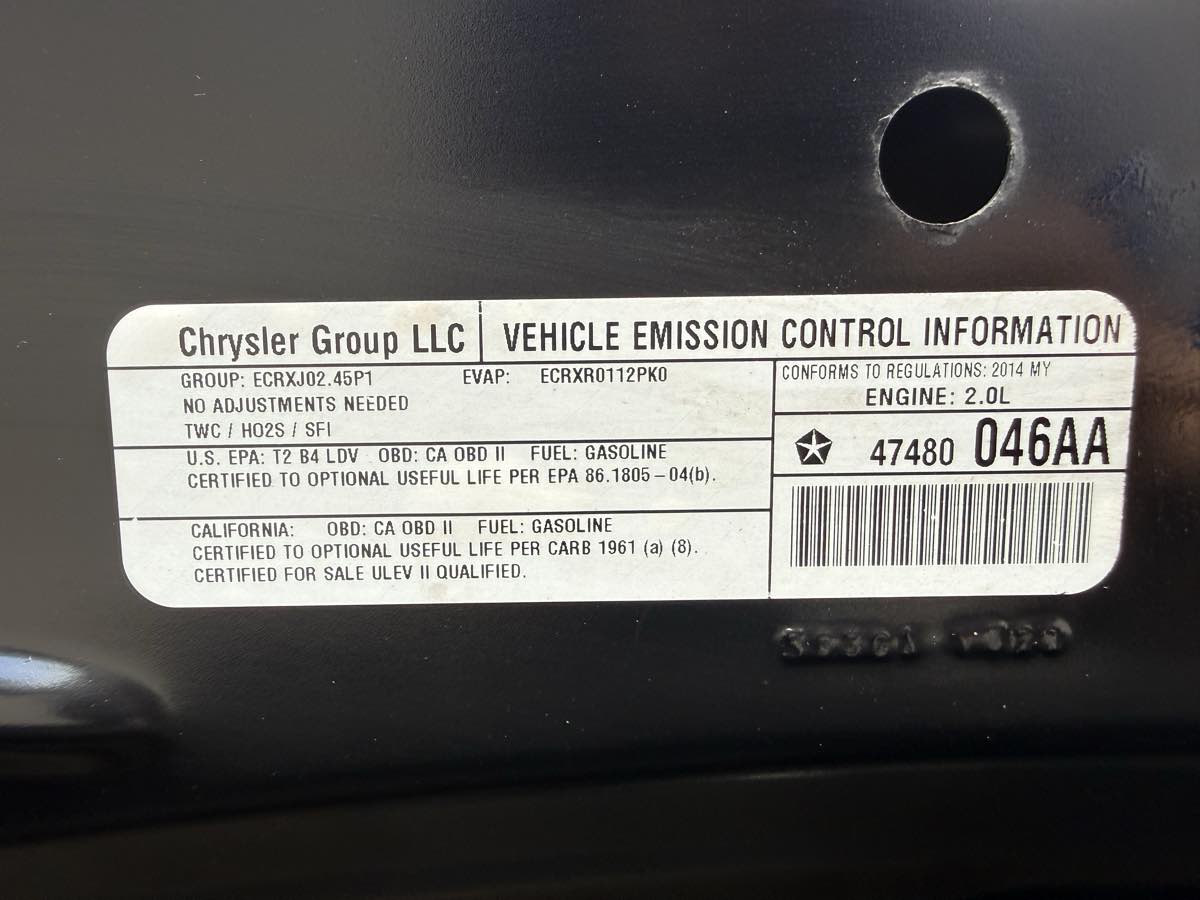 Chrysler Group LLC VEHICLE EMISSION CONTROL INFORMATION
GROUP: ECRXJ02.45P1 EVAP: ECRXR0112PK0
NO ADJUSTMENTS NEEDED
TWC / HO2S / SFI
U.S. EPA: T2 B4 LDV OBD: CA OBD II FUEL: GASOLINE
CERTIFIED TO OPTIONAL USEFUL LIFE PER EPA 86.1805-04(b).
CALIFORNIA: OBD: CA OBD II FUEL: GASOLINE
CERTIFIED TO OPTIONAL USEFUL LIFE PER CARB 1961 (a) (8).
CERTIFIED FOR SALE ULEV II QUALIFIED.
CONFORMS TO REGULATIONS: 2014 MY
ENGINE: 2.0L
47480 046AA